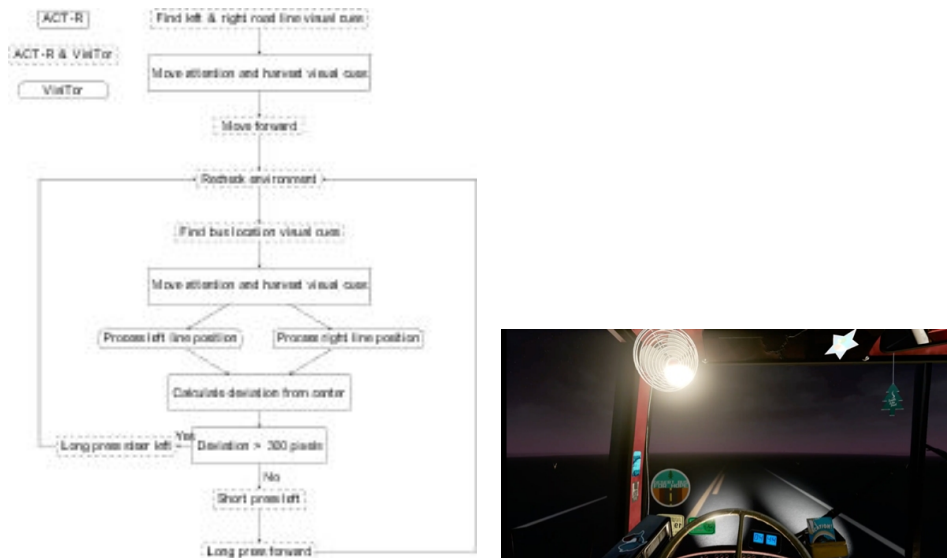 ACT-R
Find left & right road line visual cues
ACT-R & VisiTor
Move attention and harvest visual cues
VisiTor
Move forward
Recheck environment
Find bus location visual cues
Move attention and harvest visual cues
Process left line position
Process right line position
Calculate deviation from center
Yes
Long press steer left
Deviation > 300 pixels
No
Short press left
Long press forward